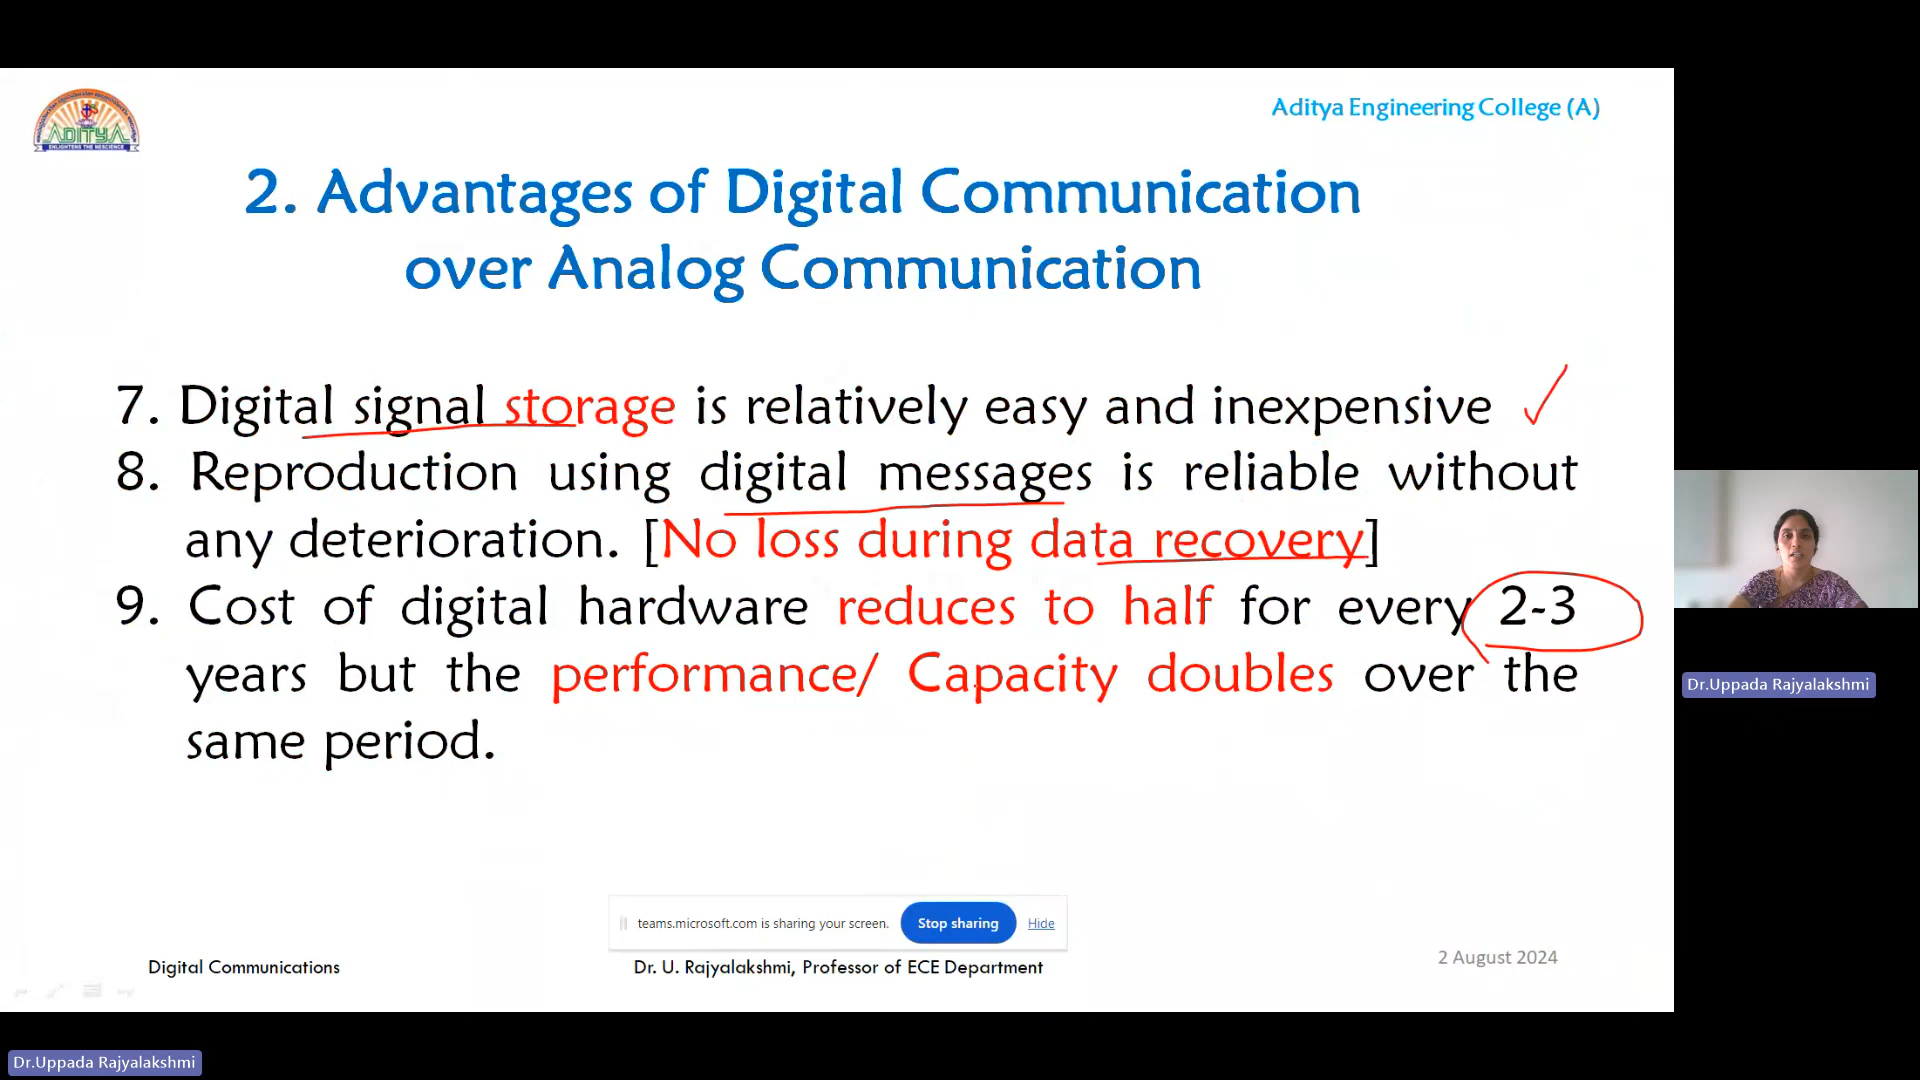 ADITYA
ENLIGHTENS THE NESCIENCE
Aditya Engineering College (A)
2. Advantages of Digital Communication
over Analog Communication
7. Digital signal storage is relatively easy and inexpensive
8. Reproduction using digital messages is reliable without
any deterioration. [No loss during data recovery]
9. Cost of digital hardware reduces to half for every 2-3
years but the performance/ Capacity doubles over the
same period.
Dr.Uppada Rajyalakshmi
teams.microsoft.com is sharing your screen. Stop sharing Hide
Digital Communications
Dr. U. Rajyalakshmi, Professor of ECE Department
2 August 2024
Dr.Uppada Rajyalakshmi